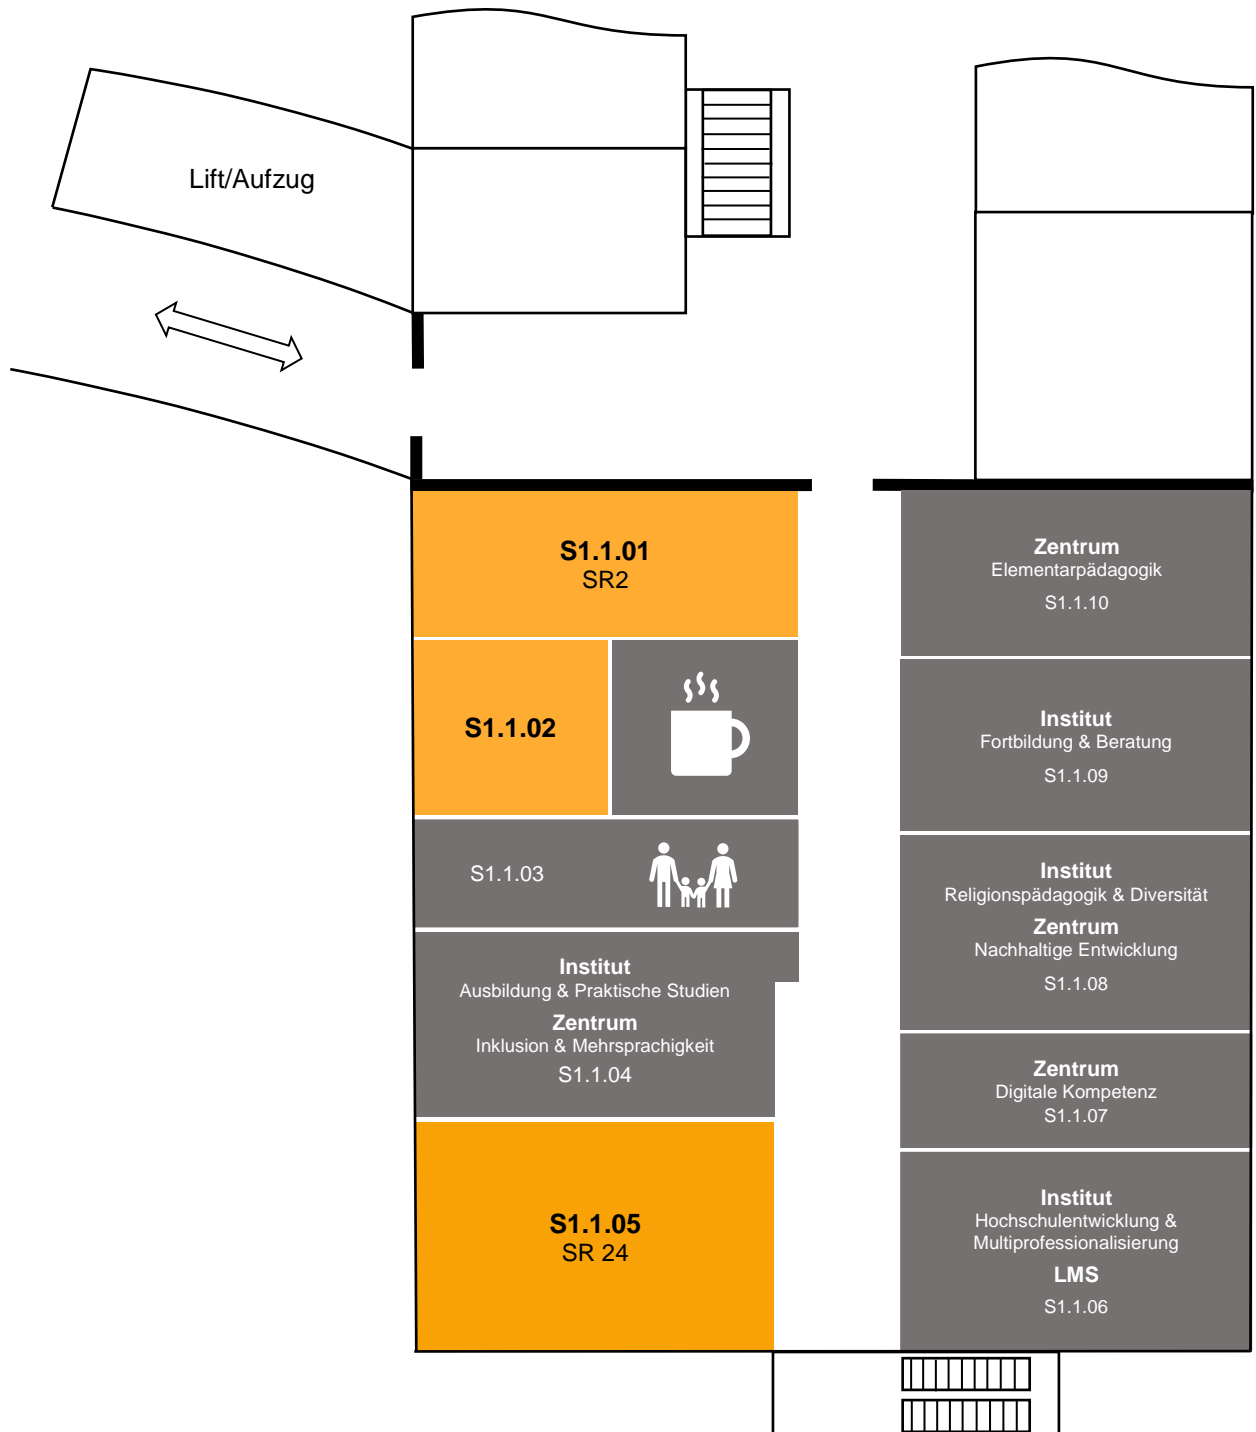 Lift/Aufzug
S1.1.01
SR2
S1.1.02
S1.1.03
Institut
Ausbildung & Praktische Studien
Zentrum
Inklusion & Mehrsprachigkeit
S1.1.04
S1.1.05
SR 24
Zentrum
Elementarpädagogik
S1.1.10
Institut
Fortbildung & Beratung
S1.1.09
Institut
Religionspädagogik & Diversität
Zentrum
Nachhaltige Entwicklung
S1.1.08
Zentrum
Digitale Kompetenz
S1.1.07
Institut
Hochschulentwicklung &
Multiprofessionalisierung
LMS
S1.1.06